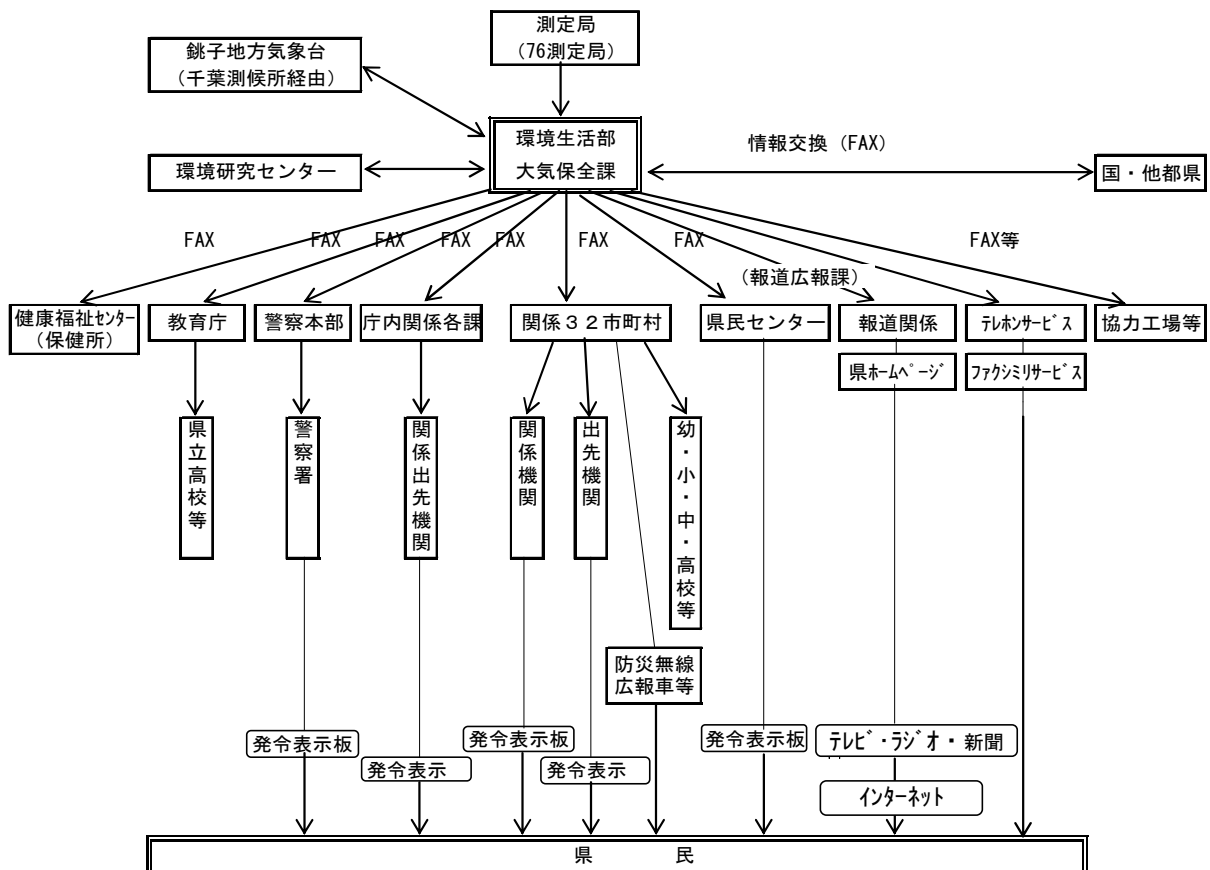 測定局
(76測定局)
銚子地方気象台
(千葉測候所経由)
環境生活部
大気保全課
情報交換 (FAX)
環境研究センター
国・他都県
FAX
FAX
FAX
FAX
FAX
FAX
FAX
FAX等
(報道広報課)
健康福祉センター
(保健所)
教育庁
警察本部
庁内関係各課
関係３２市町村
県民センター
報道関係
テレホンサービス
協力工場等
県ホームページ
ファクシミリサービス
県立高校等
警察署
関係出先機関
関係機関
出先機関
幼・小・中・高校等
防災無線
広報車等
発令表示板
発令表示
発令表示板
発令表示
発令表示板
テレビ・ラジオ・新聞
インターネット
県　　民